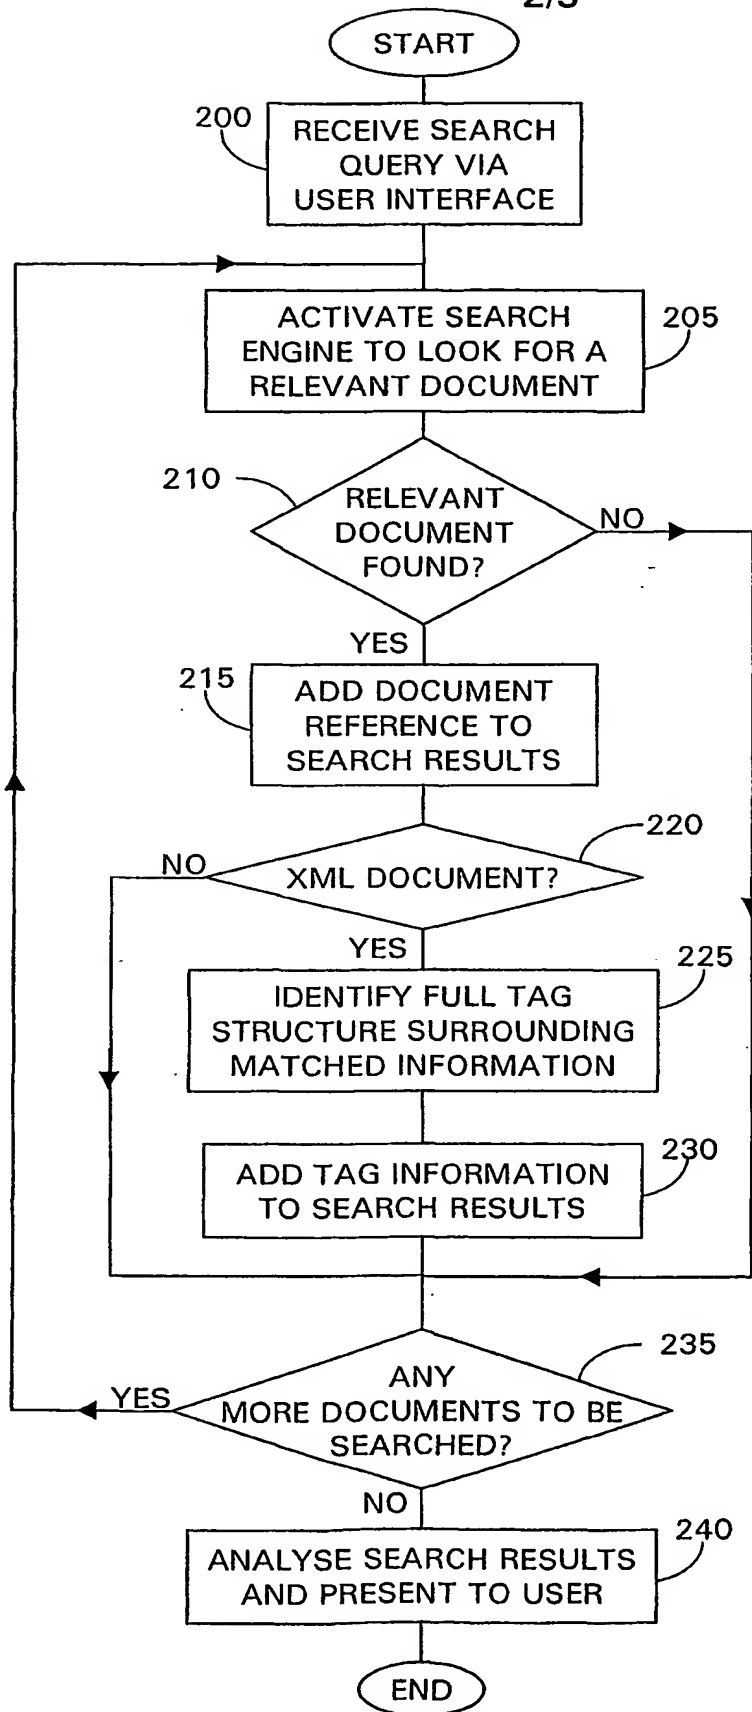 2/3
START
200
RECEIVE SEARCH
QUERY VIA
USER INTERFACE
ACTIVATE SEARCH
ENGINE TO LOOK FOR A
RELEVANT DOCUMENT
205
210
RELEVANT
DOCUMENT
FOUND?
NO
YES
215
ADD DOCUMENT
REFERENCE TO
SEARCH RESULTS
220
NO
XML DOCUMENT?
YES
225
IDENTIFY FULL TAG
STRUCTURE SURROUNDING
MATCHED INFORMATION
230
ADD TAG INFORMATION
TO SEARCH RESULTS
235
YES
ANY
MORE DOCUMENTS TO BE
SEARCHED?
NO
240
ANALYSE SEARCH RESULTS
AND PRESENT TO USER
END